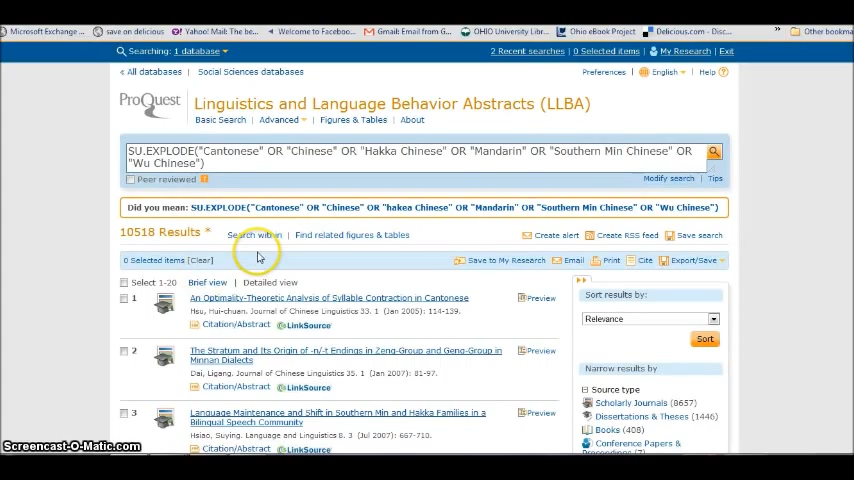 Microsoft Exchange ... save on delicious Yahoo! Mail: The be... Welcome to Facebo... Gmail: Email from G... OHIO University Libr... Ohio eBook Project Delicious.com - Disc... » Other bookma
Searching: 1 database 2 Recent searches | 0 Selected items | My Research | Exit
‹ All databases | Social Sciences databases Preferences | English | Help ?
ProQuest Linguistics and Language Behavior Abstracts (LLBA)
Basic Search | Advanced | Figures & Tables | About
SU.EXPLODE("Cantonese" OR "Chinese" OR "Hakka Chinese" OR "Mandarin" OR "Southern Min Chinese" OR
"Wu Chinese")
Peer reviewed Modify search | Tips
Did you mean: SU.EXPLODE("Cantonese" OR "Chinese" OR "hakea Chinese" OR "Mandarin" OR "Southern Min Chinese" OR "Wu Chinese")
10518 Results * Search within | Find related figures & tables Create alert Create RSS feed Save search
0 Selected items [Clear] Save to My Research Email Print Cite Export/Save
Select 1-20 Brief view | Detailed view
1 An Optimality-Theoretic Analysis of Syllable Contraction in Cantonese Preview
Hsu, Hui-chuan. Journal of Chinese Linguistics 33. 1 (Jan 2005): 114-139.
Citation/Abstract LinkSource
2 The Stratum and Its Origin of -n/-t Endings in Zeng-Group and Geng-Group in Preview
Minnan Dialects
Dai, Ligang. Journal of Chinese Linguistics 35. 1 (Jan 2007): 81-97.
Citation/Abstract LinkSource
3 Language Maintenance and Shift in Southern Min and Hakka Families in a Preview
Bilingual Speech Community
Hsiao, Suying. Language and Linguistics 8. 3 (Jul 2007): 667-710.
Citation/Abstract LinkSource
Sort results by:
Relevance
Sort
Narrow results by
Source type
Scholarly Journals (8657)
Dissertations & Theses (1446)
Books (408)
Conference Papers &
Proceedings (7)
Screencast-O-Matic.com